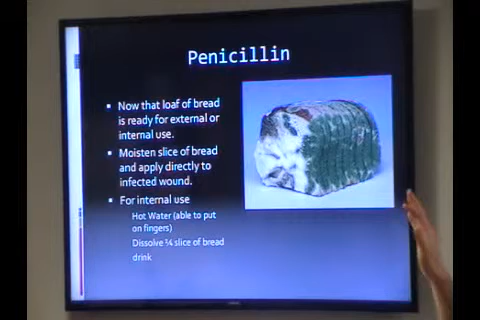 Penicillin
▪ Now that loaf of bread
is ready for external or
internal use.
▪ Moisten slice of bread
and apply directly to
infected wound.
▪ For internal use
Hot Water (able to put
on fingers)
Dissolve ¼ slice of bread
drink